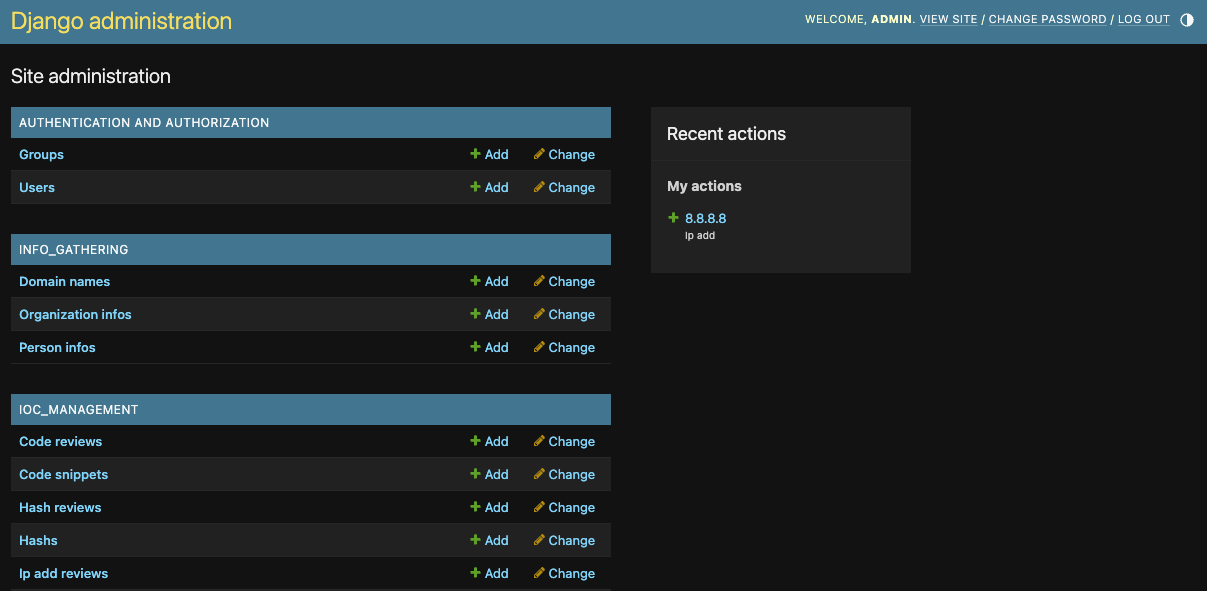 Django administration
WELCOME, ADMIN. VIEW SITE / CHANGE PASSWORD / LOG OUT
Site administration
AUTHENTICATION AND AUTHORIZATION
Groups Add Change
Users Add Change
INFO_GATHERING
Domain names Add Change
Organization infos Add Change
Person infos Add Change
IOC_MANAGEMENT
Code reviews Add Change
Code snippets Add Change
Hash reviews Add Change
Hashs Add Change
Ip add reviews Add Change
Recent actions
My actions
8.8.8.8
Ip add